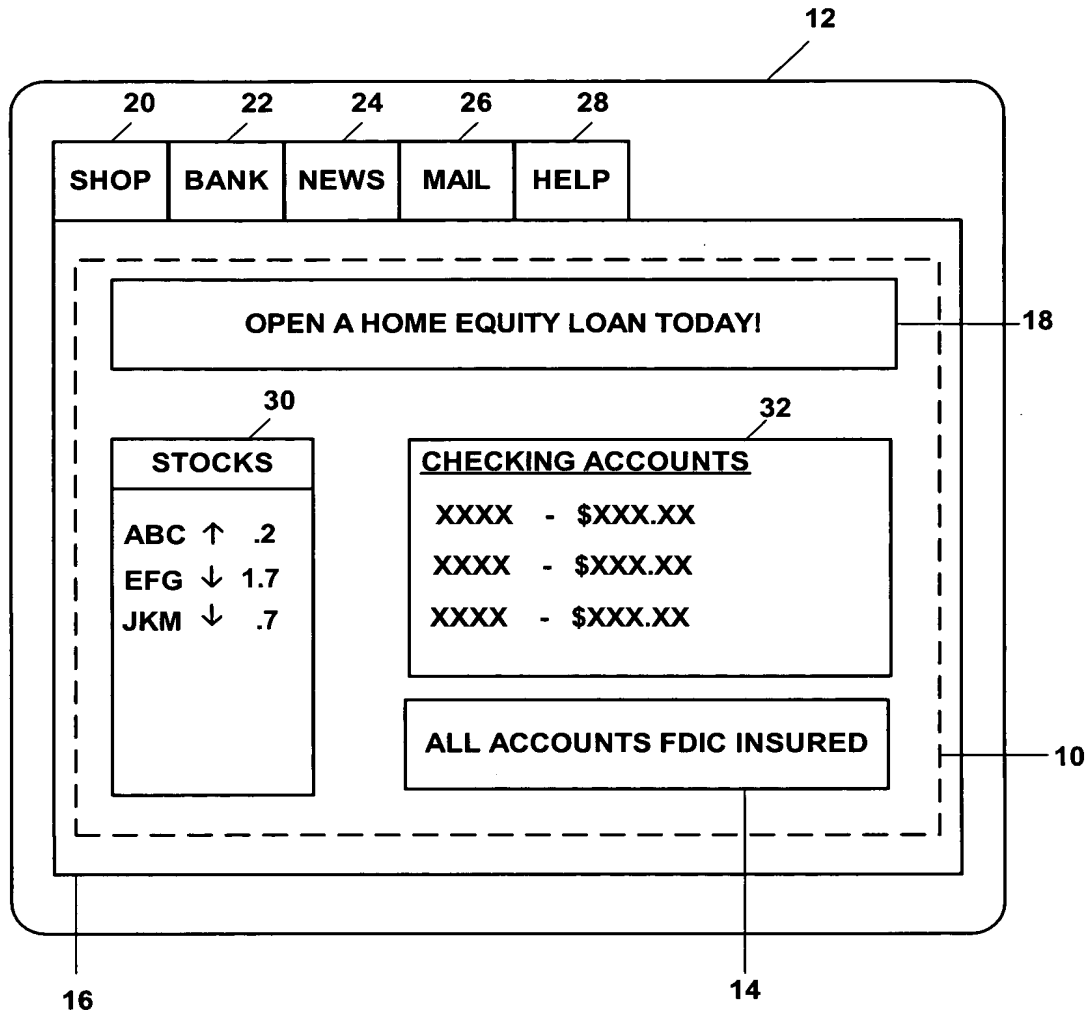 12
20 22 24 26 28
SHOP BANK NEWS MAIL HELP
OPEN A HOME EQUITY LOAN TODAY!
18
30
STOCKS
ABC ↑ .2
EFG ↓ 1.7
JKM ↓ .7
32
CHECKING ACCOUNTS
XXXX - $XXX.XX
XXXX - $XXX.XX
XXXX - $XXX.XX
ALL ACCOUNTS FDIC INSURED
10
16
14